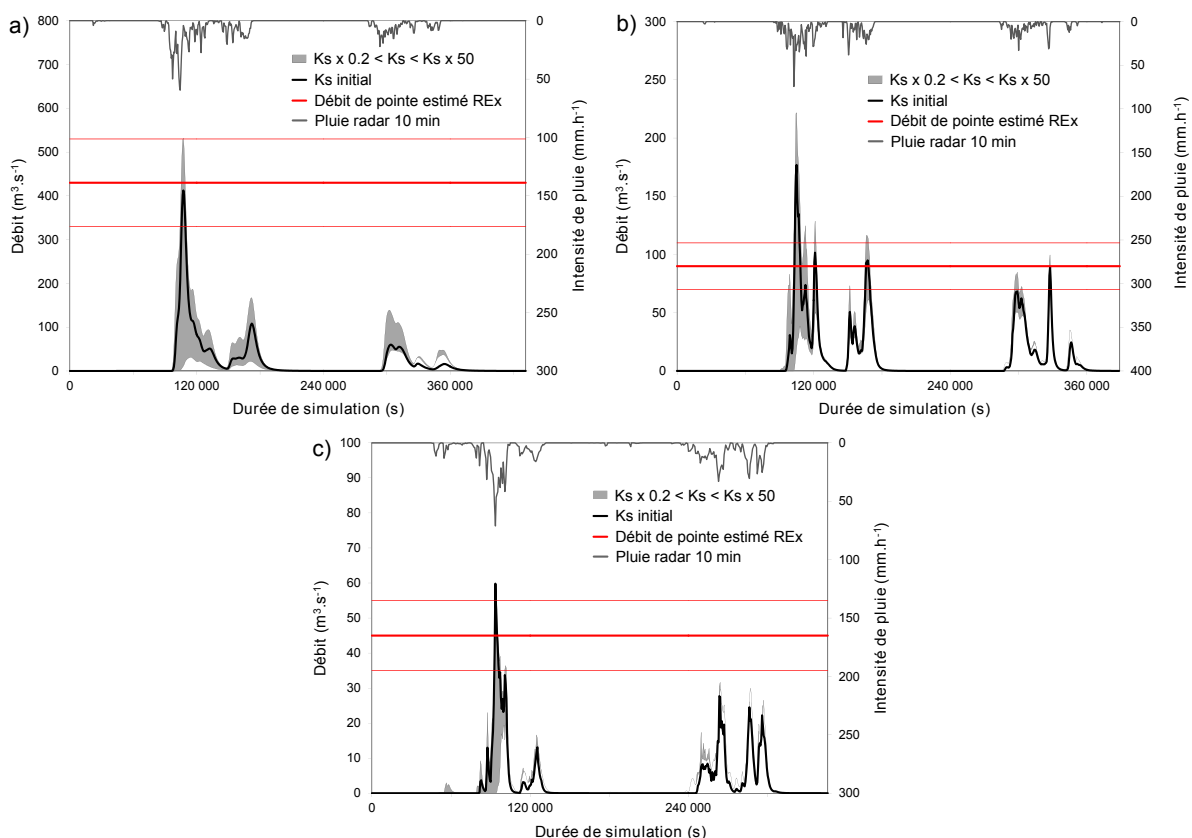 a)
800
700
600
500
400
300
200
100
0
Débit (m³.s⁻¹)
0
50
100
150
200
250
300
Intensité de pluie (mm.h⁻¹)
Ks x 0.2 < Ks < Ks x 50
Ks initial
Débit de pointe estimé REx
Pluie radar 10 min
0
120 000
240 000
360 000
Durée de simulation (s)
b)
300
250
200
150
100
50
0
Débit (m³.s⁻¹)
0
50
100
150
200
250
300
350
400
Intensité de pluie (mm.h⁻¹)
Ks x 0.2 < Ks < Ks x 50
Ks initial
Débit de pointe estimé REx
Pluie radar 10 min
0
120 000
240 000
360 000
Durée de simulation (s)
c)
100
90
80
70
60
50
40
30
20
10
0
Débit (m³.s⁻¹)
0
50
100
150
200
250
300
Intensité de pluie (mm.h⁻¹)
Ks x 0.2 < Ks < Ks x 50
Ks initial
Débit de pointe estimé REx
Pluie radar 10 min
0
120 000
240 000
Durée de simulation (s)